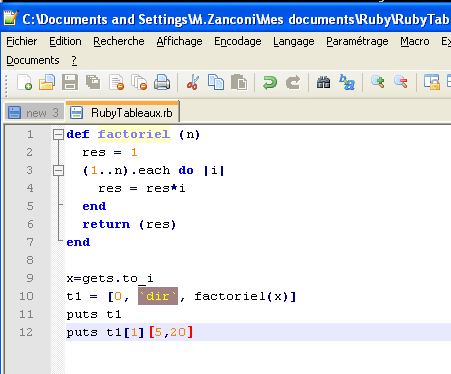 C:\Documents and Settings\M.Zanconi\Mes documents\Ruby\RubyTab
Fichier Edition Recherche Affichage Encodage Langage Paramétrage Macro Ex
Documents ?
new 3 RubyTableaux.rb
1 def factoriel (n)
2 res = 1
3 (1..n).each do |i|
4 res = res*i
5 end
6 return (res)
7 end
8
9 x=gets.to_i
10 t1 = [0, `dir`, factoriel(x)]
11 puts t1
12 puts t1[1][5,20]